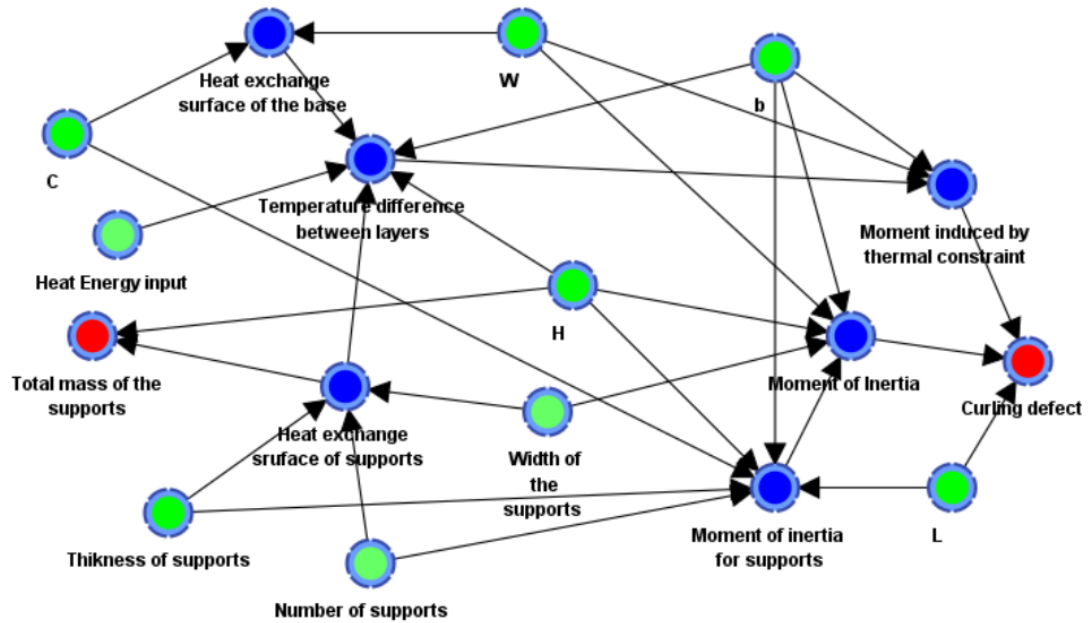 W
b
Heat exchange
surface of the base
C
Temperature difference
between layers
Moment induced by
thermal constraint
Heat Energy input
H
Total mass of the
supports
Moment of Inertia
Curling defect
Heat exchange
sruface of supports
Width of
the
supports
Moment of inertia
for supports
L
Thikness of supports
Number of supports